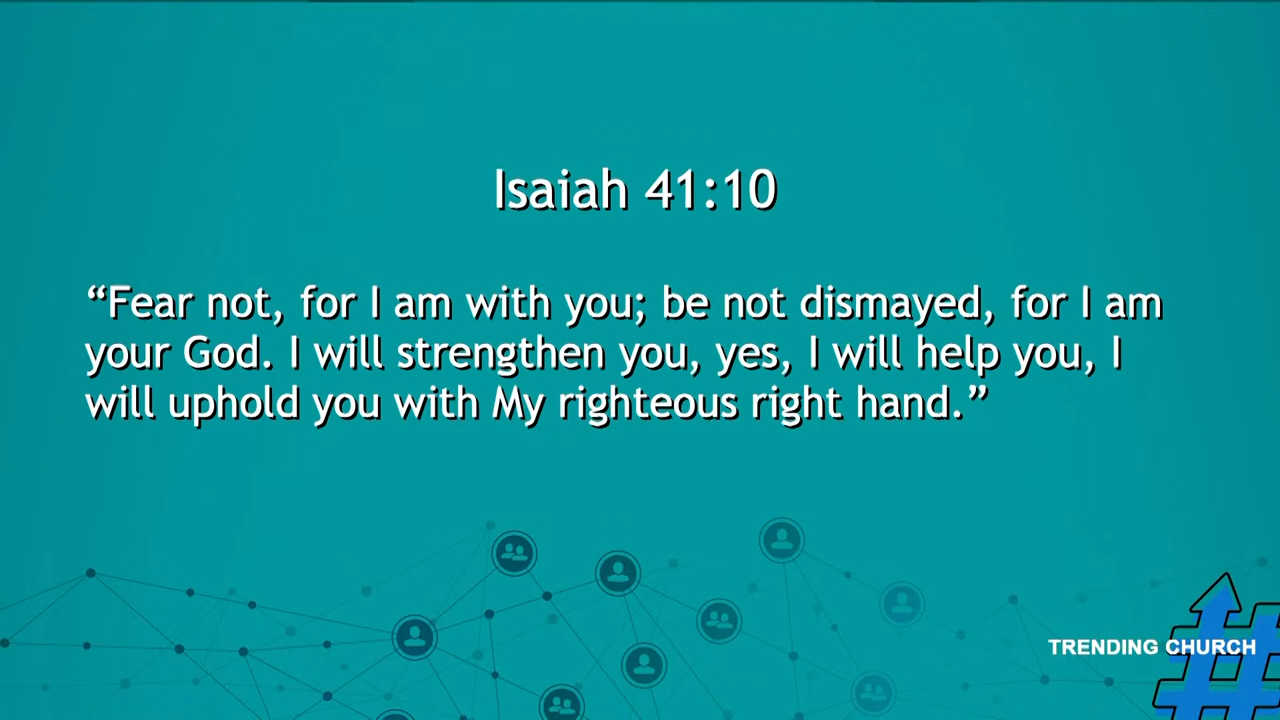 Isaiah 41:10
“Fear not, for I am with you; be not dismayed, for I am
your God. I will strengthen you, yes, I will help you, I
will uphold you with My righteous right hand.”
TRENDING CHURCH